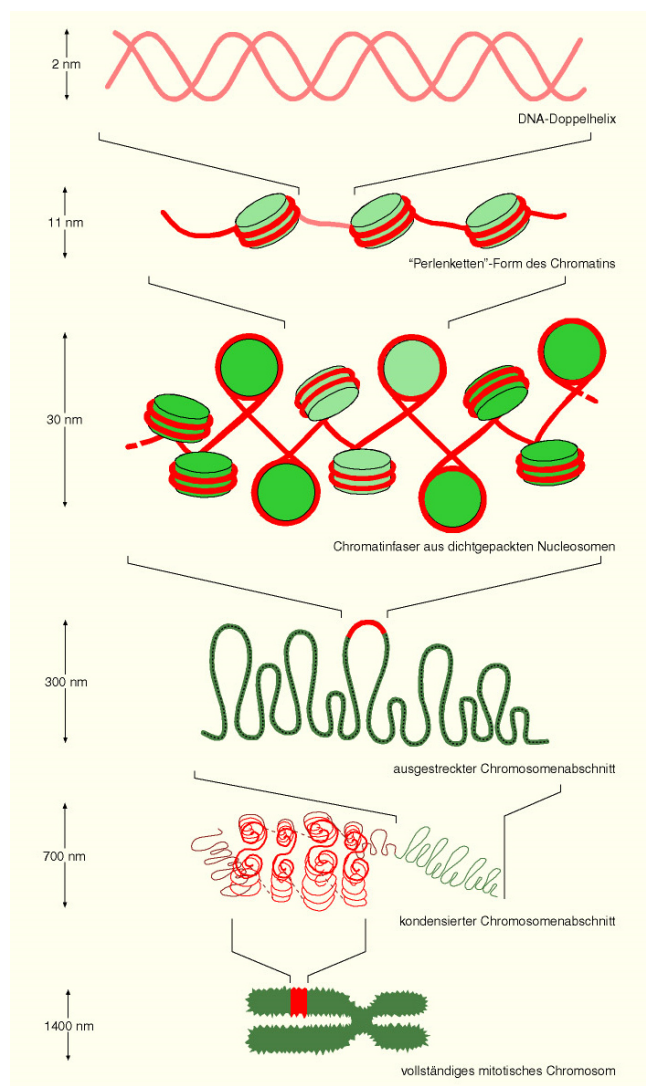 2 nm
DNA-Doppelhelix
11 nm
“Perlenketten”-Form des Chromatins
30 nm
Chromatinfaser aus dichtgepackten Nucleosomen
300 nm
ausgestreckter Chromosomenabschnitt
700 nm
kondensierter Chromosomenabschnitt
1400 nm
vollständiges mitotisches Chromosom